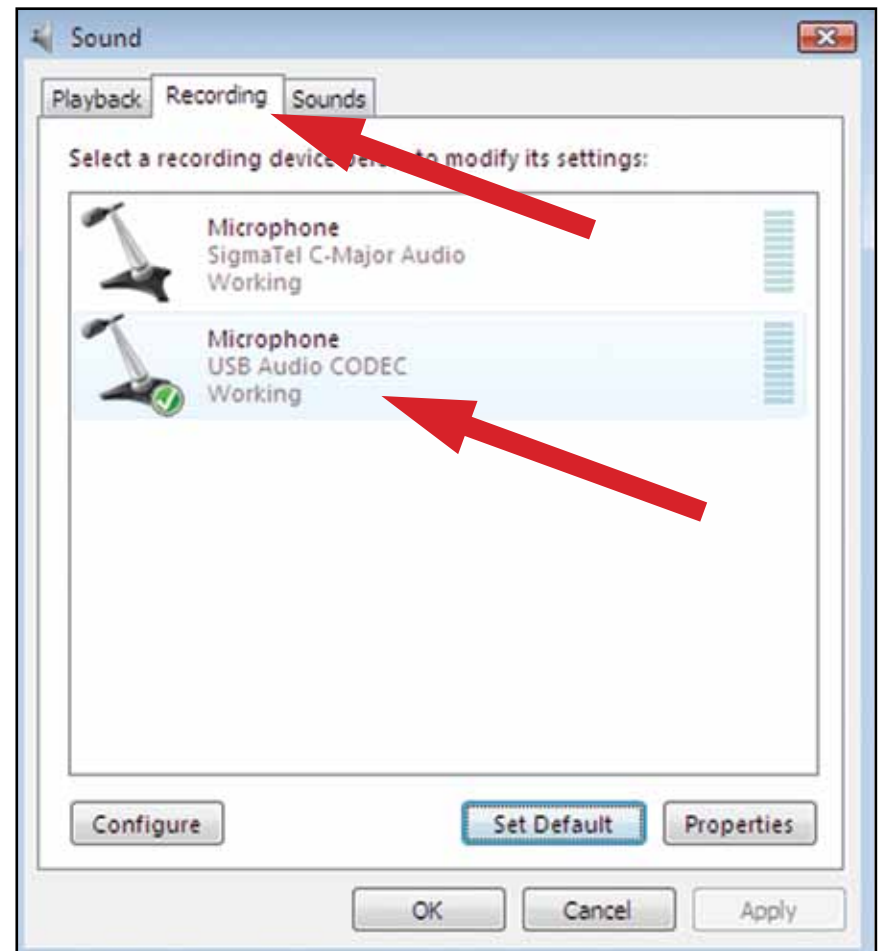 Sound
Playback Recording Sounds
Select a recording device to modify its settings:
Microphone
SigmaTel C-Major Audio
Working
Microphone
USB Audio CODEC
Working
Configure Set Default Properties
OK Cancel Apply